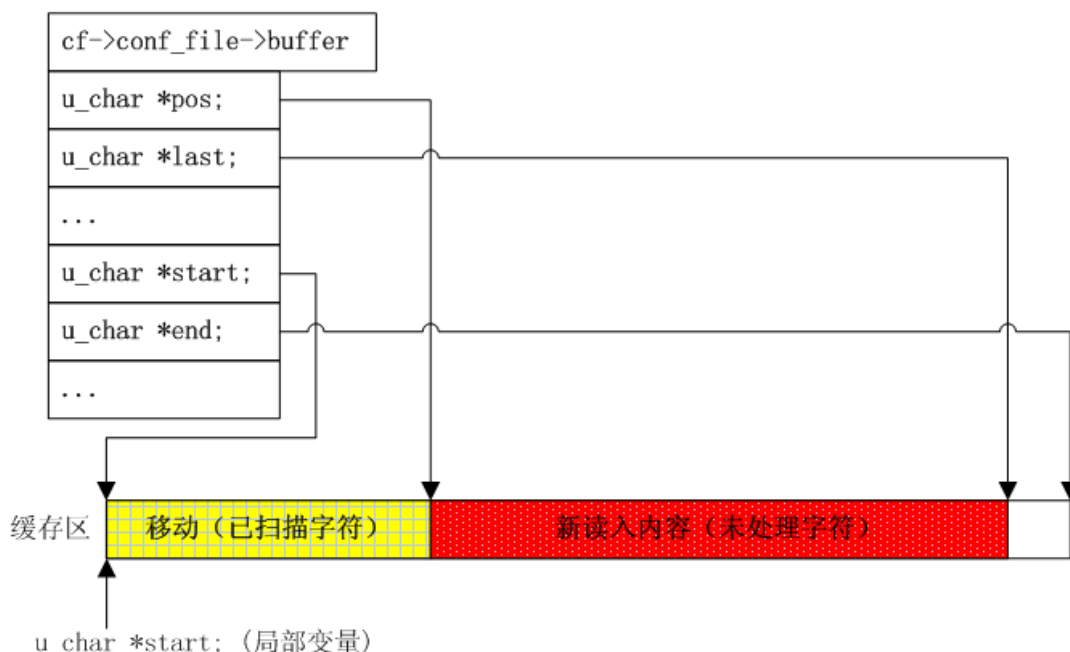 cf->conf_file->buffer
u_char *pos;
u_char *last;
...
u_char *start;
u_char *end;
...
缓存区 移动（已扫描字符） 新读入内容（未处理字符）
u_char *start; (局部变量)